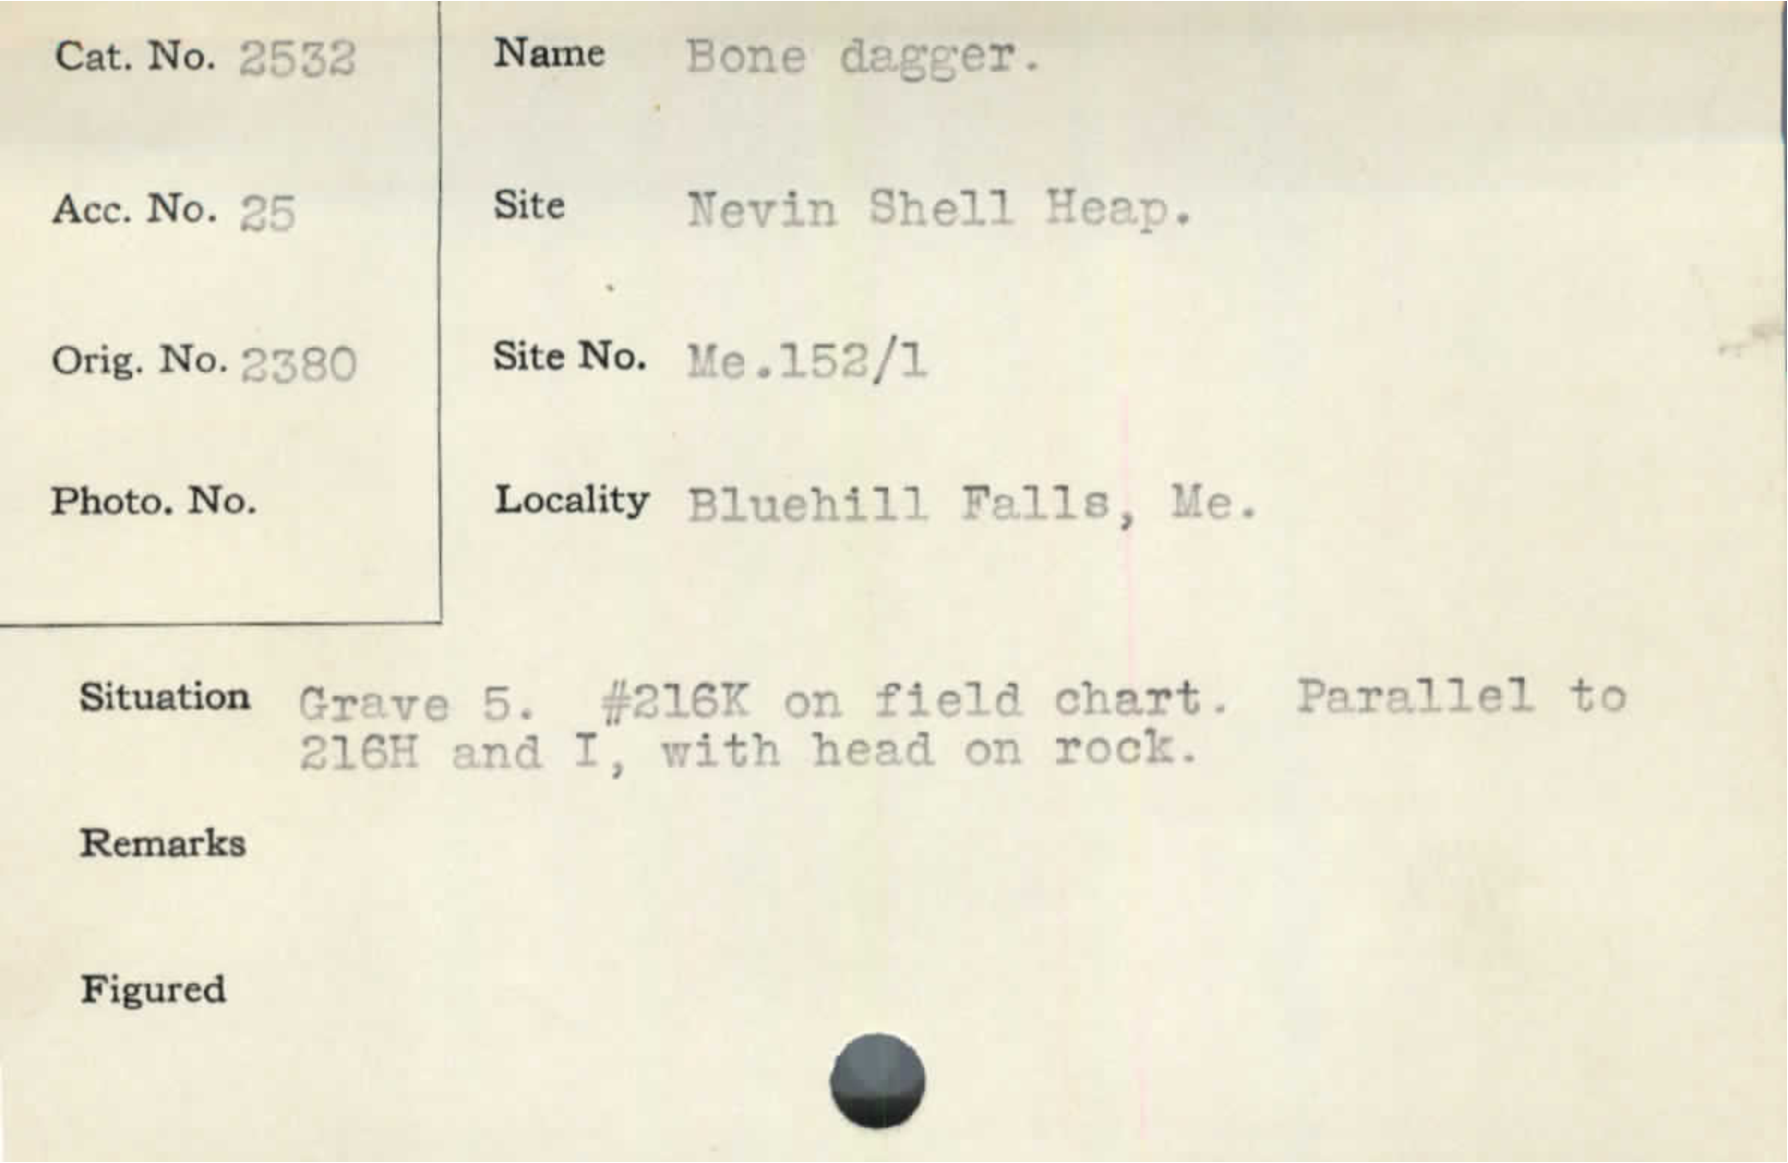 Cat. No. 2532
Name Bone dagger.
Acc. No. 25
Site Nevin Shell Heap.
Orig. No. 2380
Site No. Me.152/1
Photo. No.
Locality Bluehill Falls, Me.
Situation Grave 5. #216K on field chart. Parallel to
216H and I, with head on rock.
Remarks
Figured